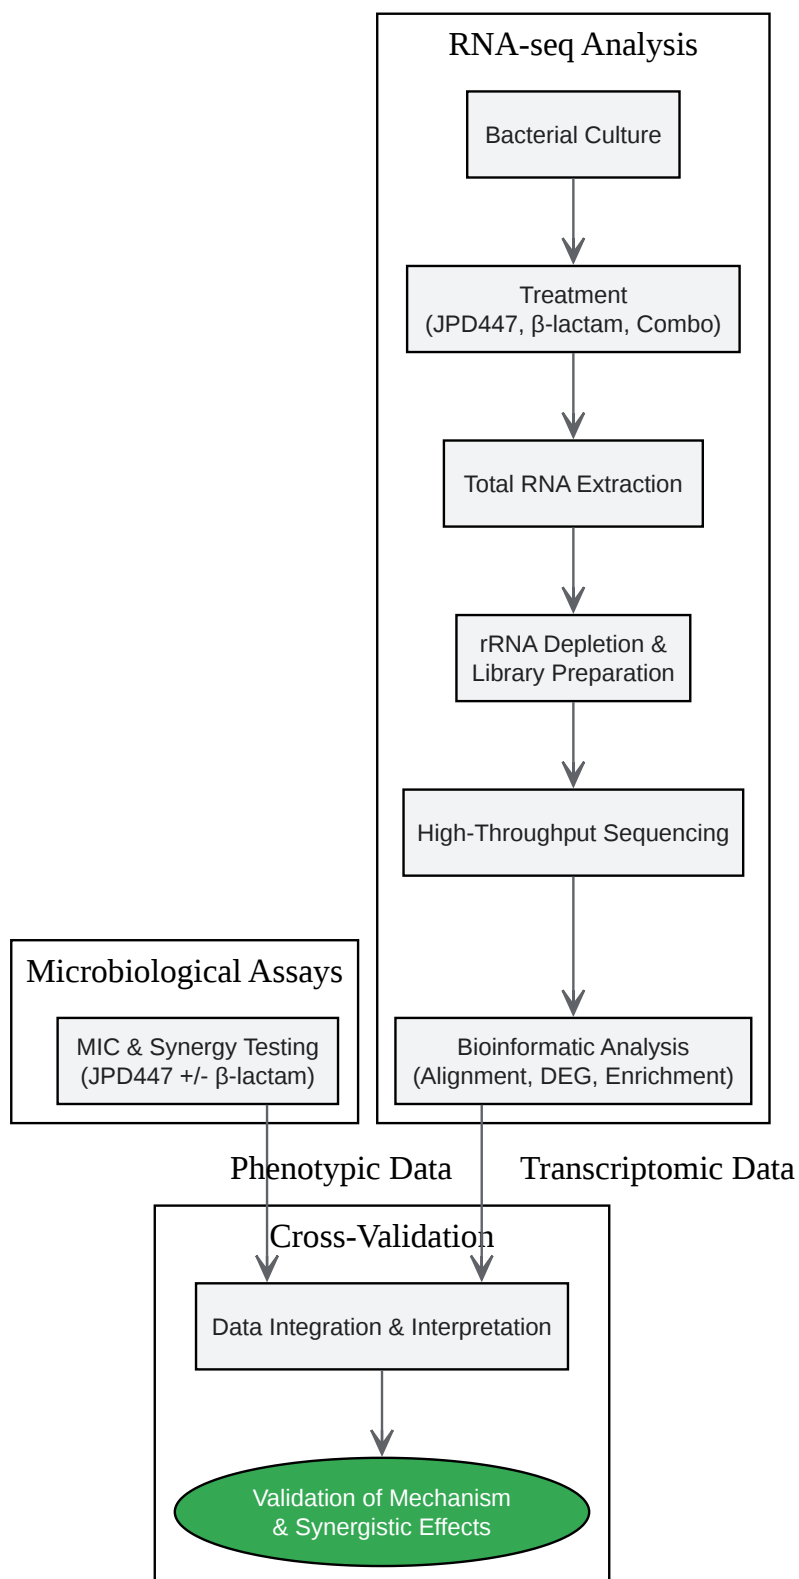 RNA-seq Analysis
Bacterial Culture
Treatment
(JPD447, β-lactam, Combo)
Total RNA Extraction
rRNA Depletion &
Library Preparation
High-Throughput Sequencing
Microbiological Assays
MIC & Synergy Testing
(JPD447 +/- β-lactam)
Bioinformatic Analysis
(Alignment, DEG, Enrichment)
Phenotypic Data
Transcriptomic Data
Cross-Validation
Data Integration & Interpretation
Validation of Mechanism
& Synergistic Effects